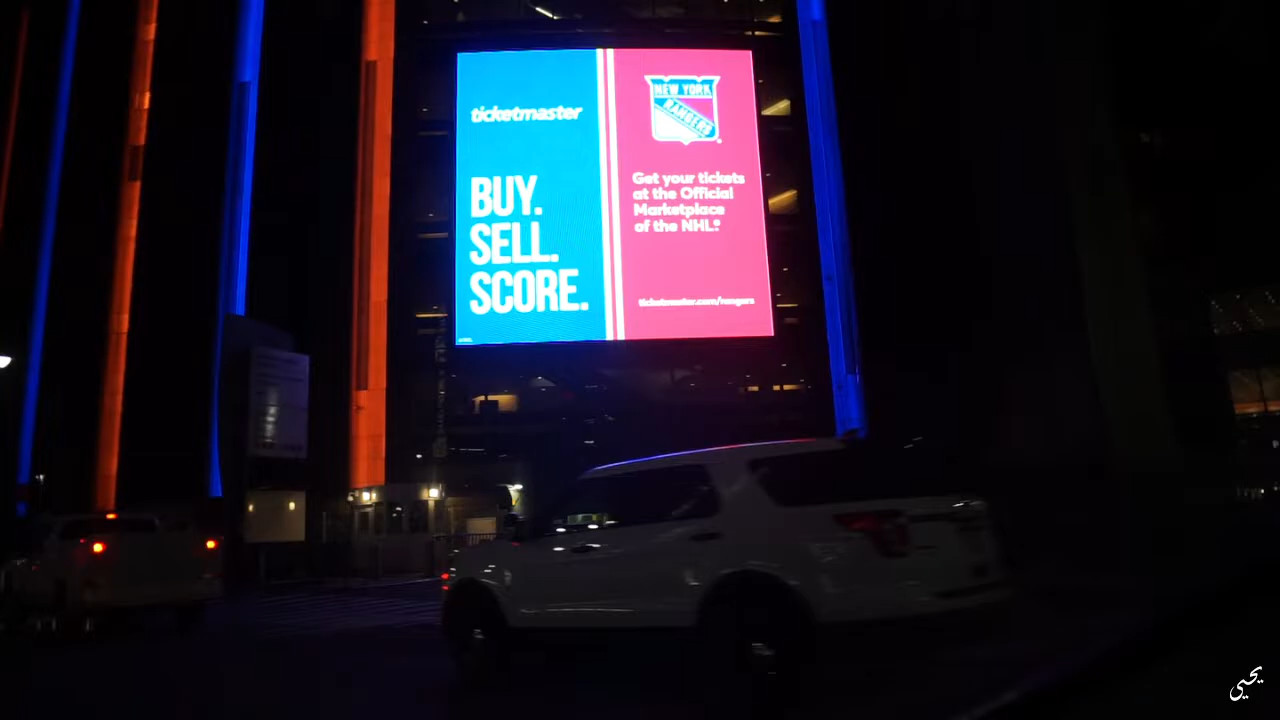 ticketmaster
BUY.
SELL.
SCORE.
NEW YORK
RANGERS
Get your tickets
at the Official
Marketplace
of the NHL.®
ticketmaster.com/rangers
يحيى